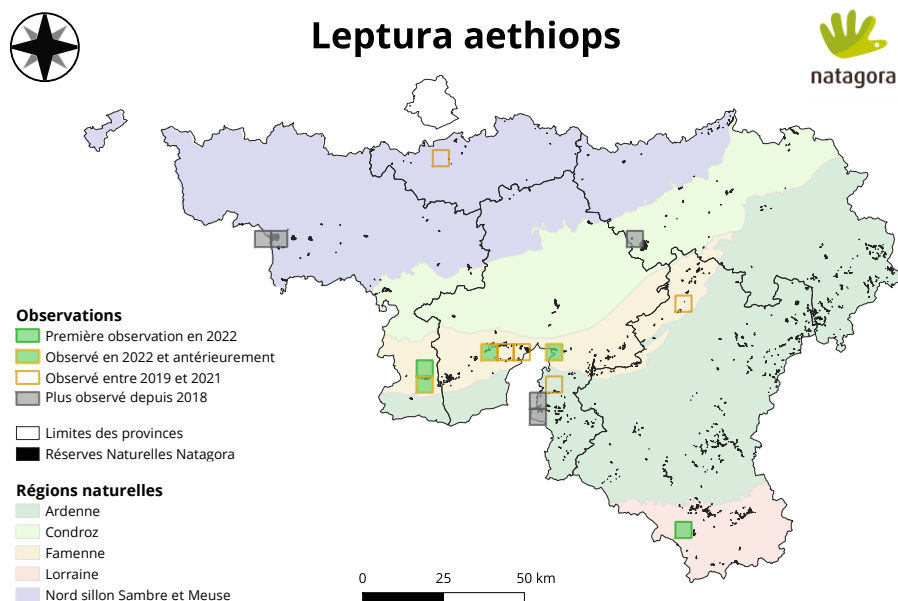 Leptura aethiops
natagora
Observations
Première observation en 2022
Observé en 2022 et antérieurement
Observé entre 2019 et 2021
Plus observé depuis 2018
Limites des provinces
Réserves Naturelles Natagora
Régions naturelles
Ardenne
Condroz
Famenne
Lorraine
Nord sillon Sambre et Meuse
0 25 50 km